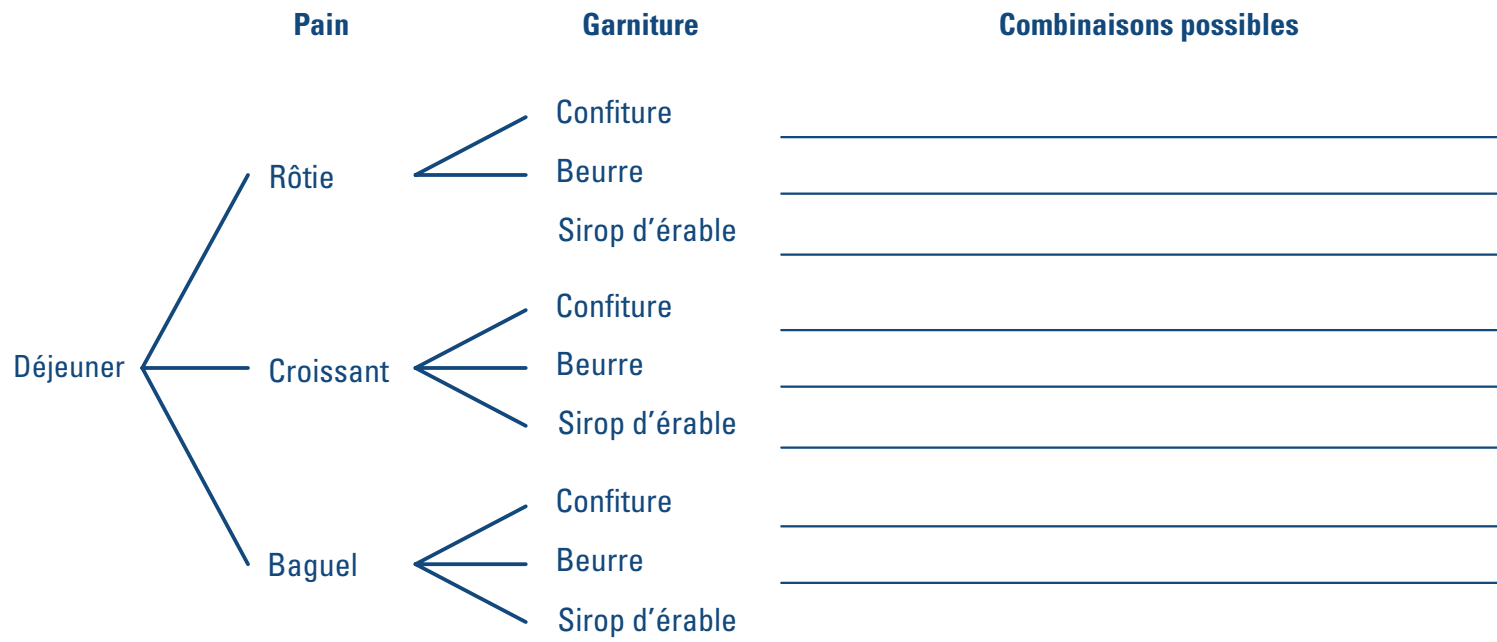 Pain Garniture Combinaisons possibles
Confiture
Rôtie Beurre
Sirop d’érable
Confiture
Déjeuner Croissant Beurre
Sirop d’érable
Confiture
Baguel Beurre
Sirop d’érable